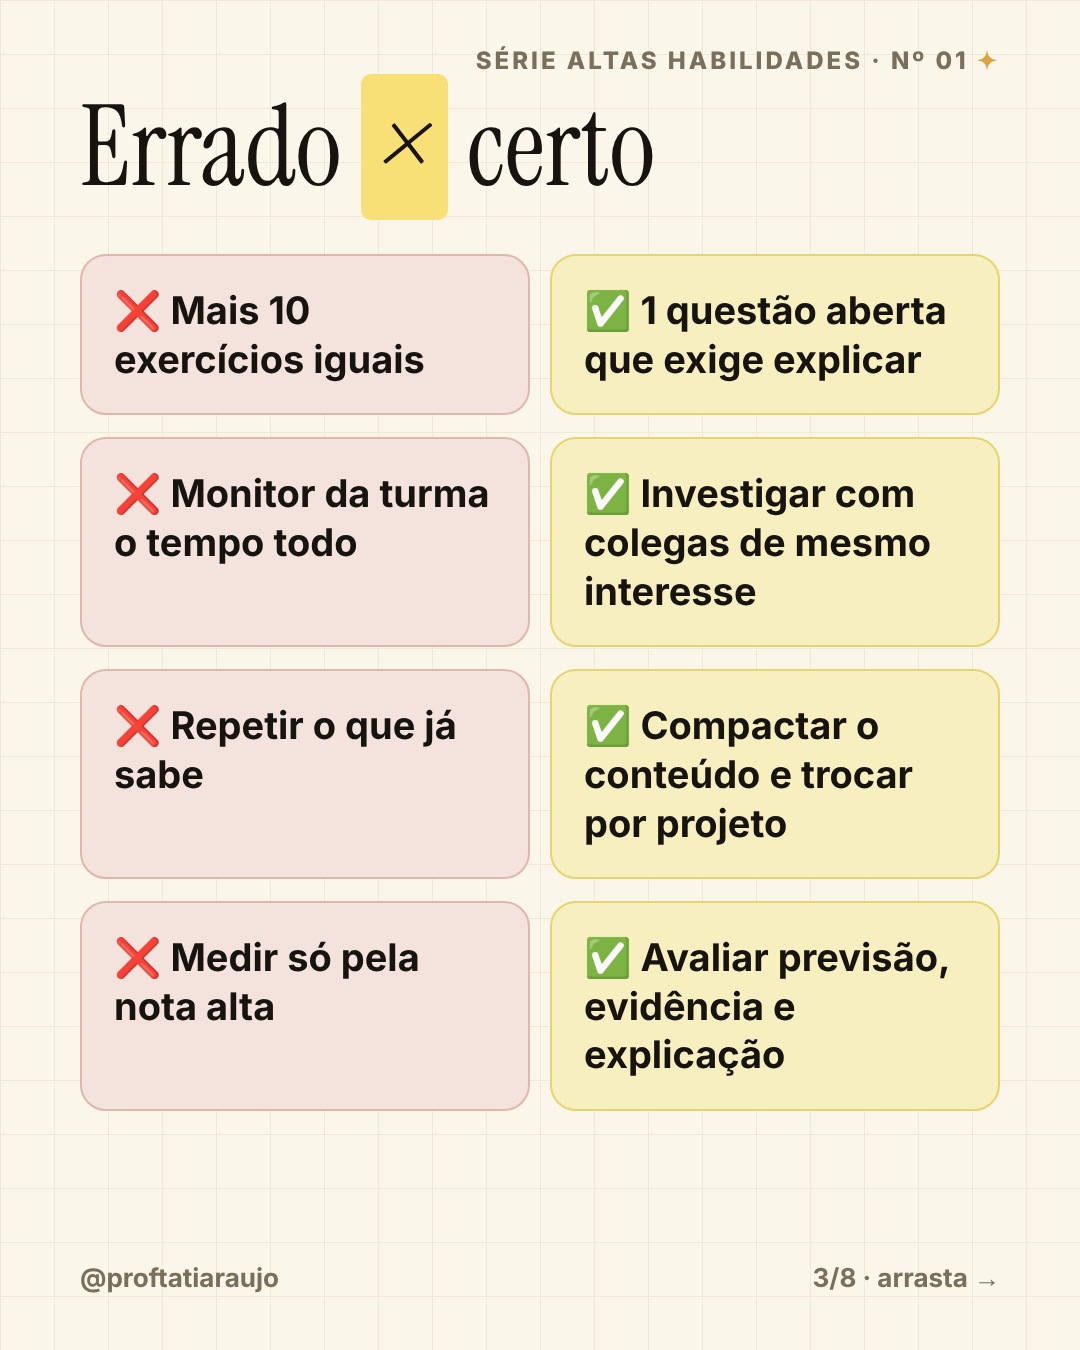 SÉRIE ALTAS HABILIDADES · Nº 01 ✦
Errado × certo
❌ Mais 10
exercícios iguais
✅ 1 questão aberta
que exige explicar
❌ Monitor da turma
o tempo todo
✅ Investigar com
colegas de mesmo
interesse
❌ Repetir o que já
sabe
✅ Compactar o
conteúdo e trocar
por projeto
❌ Medir só pela
nota alta
✅ Avaliar previsão,
evidência e
explicação
@proftatiaraujo
3/8 · arrasta →